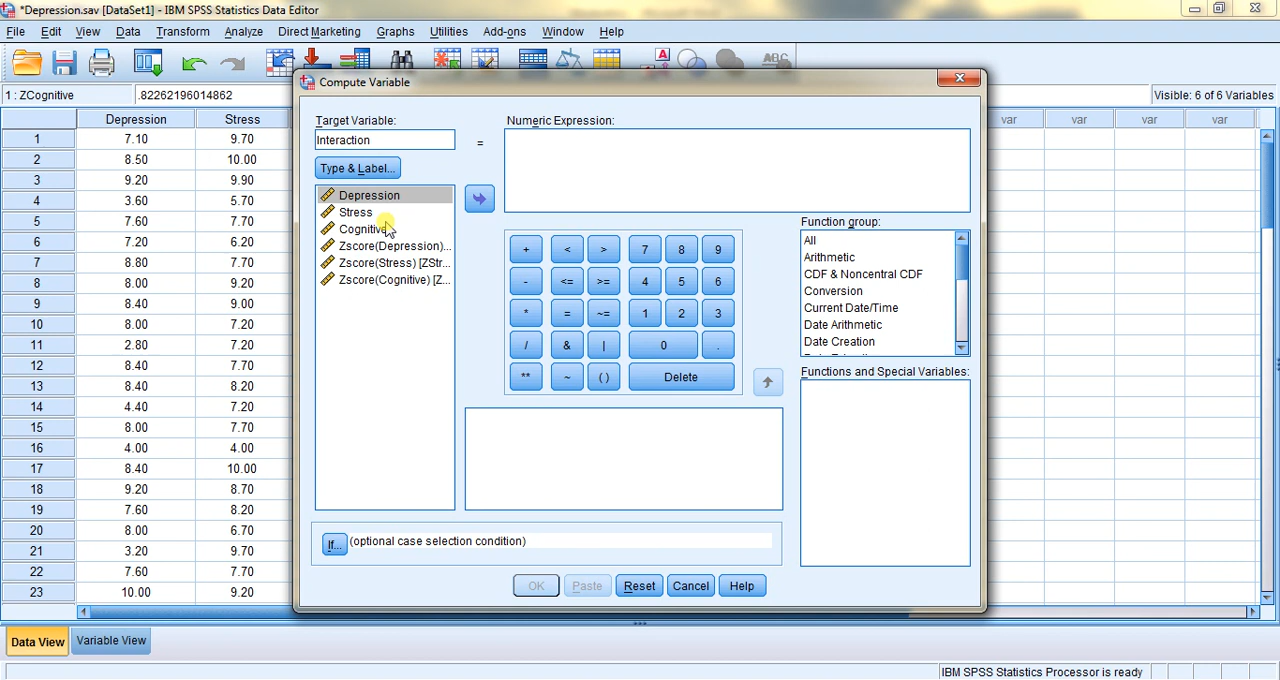 *Depression.sav [DataSet1] - IBM SPSS Statistics Data Editor
File Edit View Data Transform Analyze Direct Marketing Graphs Utilities Add-ons Window Help
1 : ZCognitive .82262196014862 Visible: 6 of 6 Variables
Depression Stress var var var var
1 7.10 9.70
2 8.50 10.00
3 9.20 9.90
4 3.60 5.70
5 7.60 7.70
6 7.20 6.20
7 8.80 7.70
8 8.00 9.20
9 8.40 9.00
10 8.00 7.20
11 2.80 7.20
12 8.40 7.70
13 8.40 8.20
14 4.40 7.20
15 8.00 7.70
16 4.00 4.00
17 8.40 10.00
18 9.20 8.70
19 7.60 8.20
20 8.00 6.70
21 3.20 9.70
22 7.60 7.70
23 10.00 9.20
Compute Variable
Target Variable:
Interaction
=
Numeric Expression:
Type & Label...
Depression
Stress
Cognitive
Zscore(Depression)...
Zscore(Stress) [ZStr...
Zscore(Cognitive) [Z...
+ < > 7 8 9
- <= >= 4 5 6
* = ~= 1 2 3
/ & | 0 .
** ~ ( ) Delete
Function group:
All
Arithmetic
CDF & Noncentral CDF
Conversion
Current Date/Time
Date Arithmetic
Date Creation
Functions and Special Variables:
If... (optional case selection condition)
OK Paste Reset Cancel Help
Data View Variable View
IBM SPSS Statistics Processor is ready